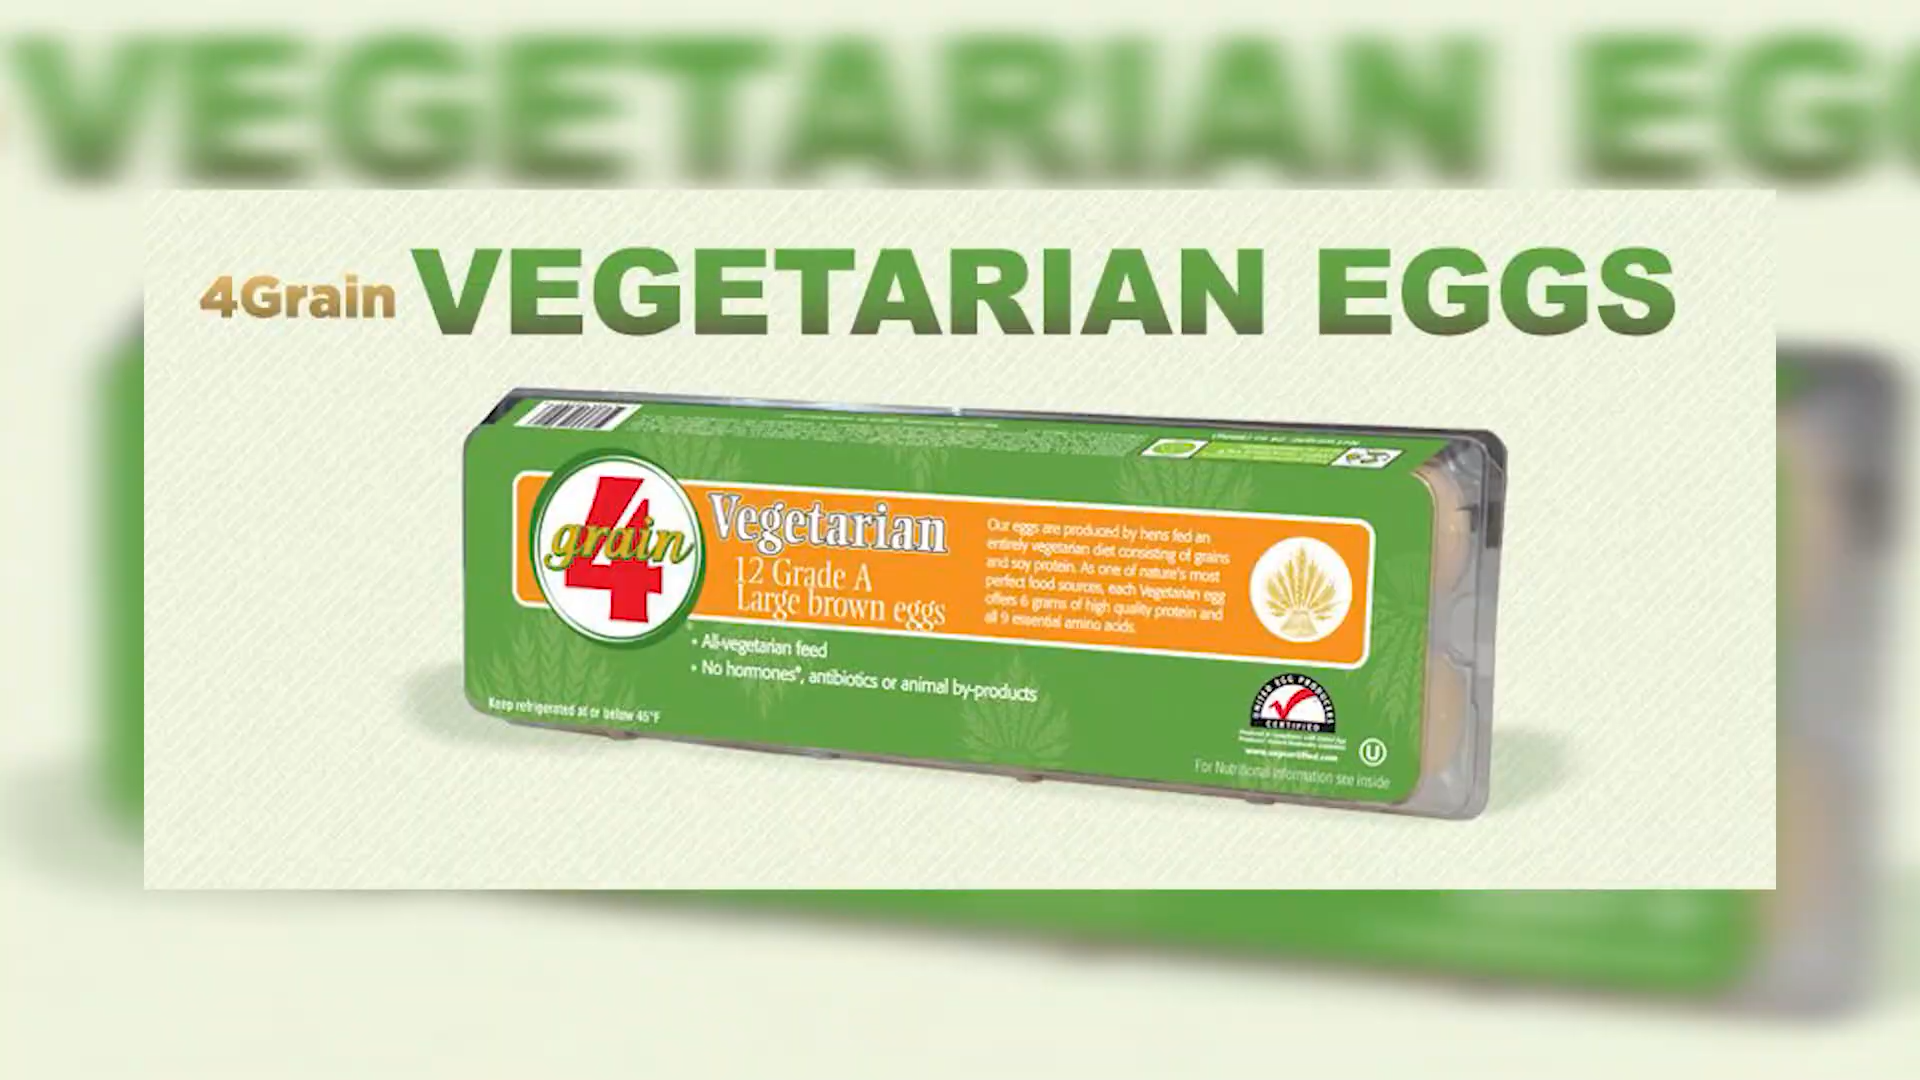 VEGETARIAN EGG
4Grain VEGETARIAN EGGS
4
grain
Vegetarian
12 Grade A
Large brown eggs
Our eggs are produced by hens fed an
entirely vegetarian diet consisting of grains
and soy protein. As one of nature's most
perfect food sources, each Vegetarian egg
offers 6 grams of high quality protein and
all 9 essential amino acids.
• All-vegetarian feed
• No hormones*, antibiotics or animal by-products
Keep refrigerated at or below 45°F
UNITED EGG PRODUCERS
CERTIFIED
www.uepcertified.com
U
For Nutritional information see inside